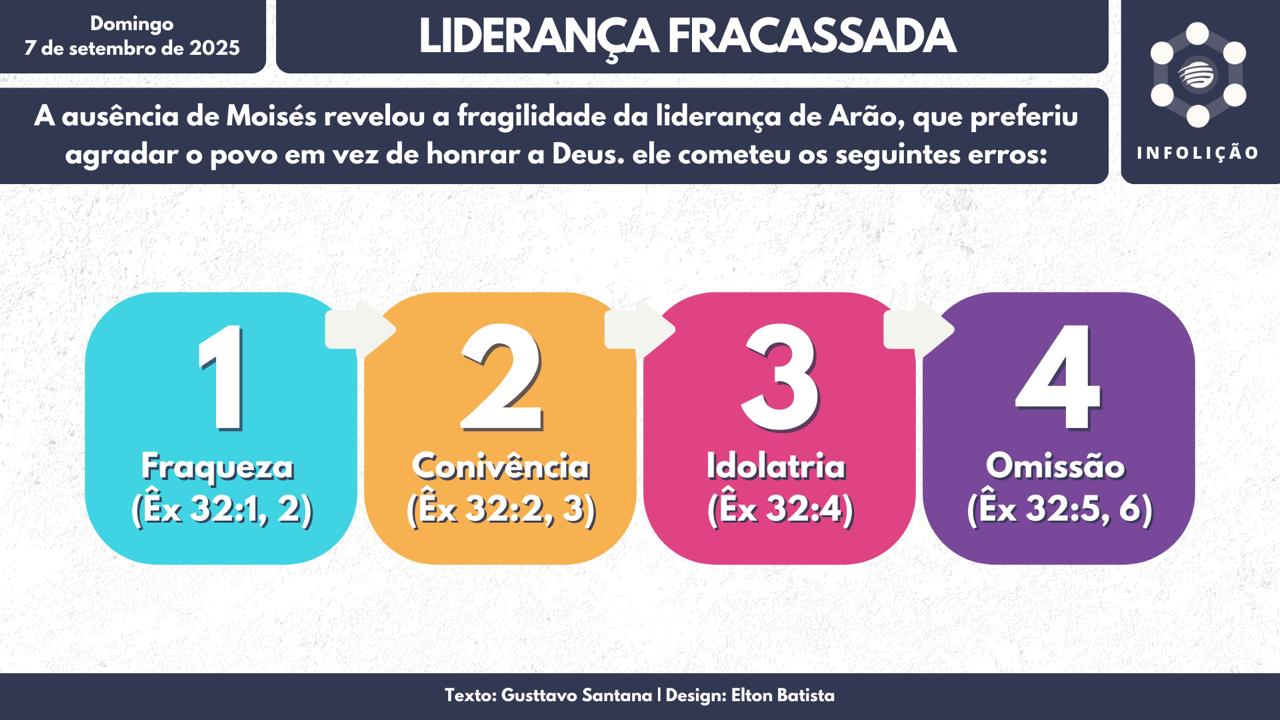 Domingo
7 de setembro de 2025
LIDERANÇA FRACASSADA
INFOLIÇÃO
A ausência de Moisés revelou a fragilidade da liderança de Arão, que preferiu
agradar o povo em vez de honrar a Deus. ele cometeu os seguintes erros:
1
Fraqueza
(Êx 32:1, 2)
2
Conivência
(Êx 32:2, 3)
3
Idolatria
(Êx 32:4)
4
Omissão
(Êx 32:5, 6)
Texto: Gusttavo Santana | Design: Elton Batista